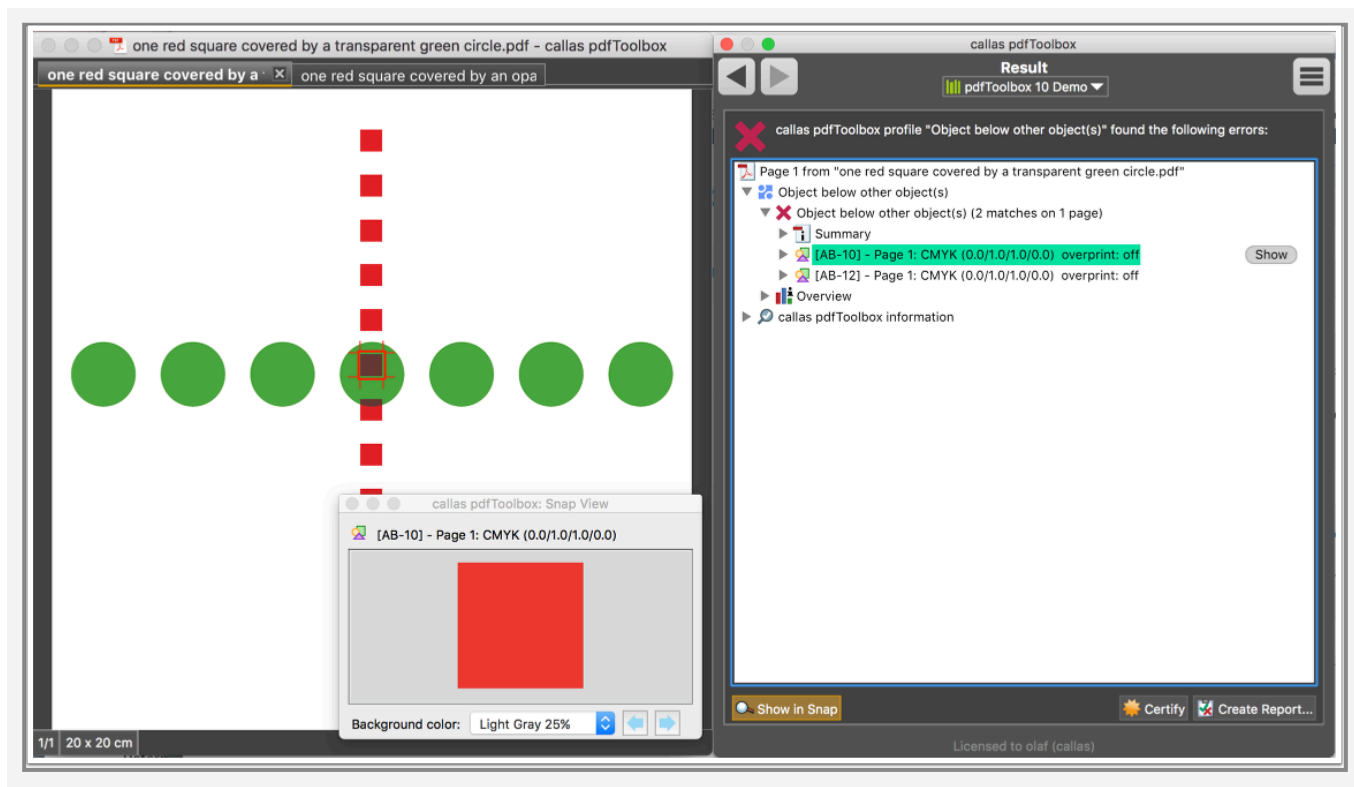 one red square covered by a transparent green circle.pdf - callas pdfToolbox
one red square covered by a
one red square covered by an opa
[AB-10] - Page 1: CMYK (0.0/1.0/1.0/0.0)
callas pdfToolbox: Snap View
Background color: Light Gray 25%
1/1 20 x 20 cm
callas pdfToolbox
Result
pdfToolbox 10 Demo
callas pdfToolbox profile "Object below other object(s)" found the following errors:
Page 1 from "one red square covered by a transparent green circle.pdf"
Object below other object(s)
Object below other object(s) (2 matches on 1 page)
Summary
[AB-10] - Page 1: CMYK (0.0/1.0/1.0/0.0) overprint: off Show
[AB-12] - Page 1: CMYK (0.0/1.0/1.0/0.0) overprint: off
Overview
callas pdfToolbox information
Show in Snap Certify Create Report...
Licensed to olaf (callas)